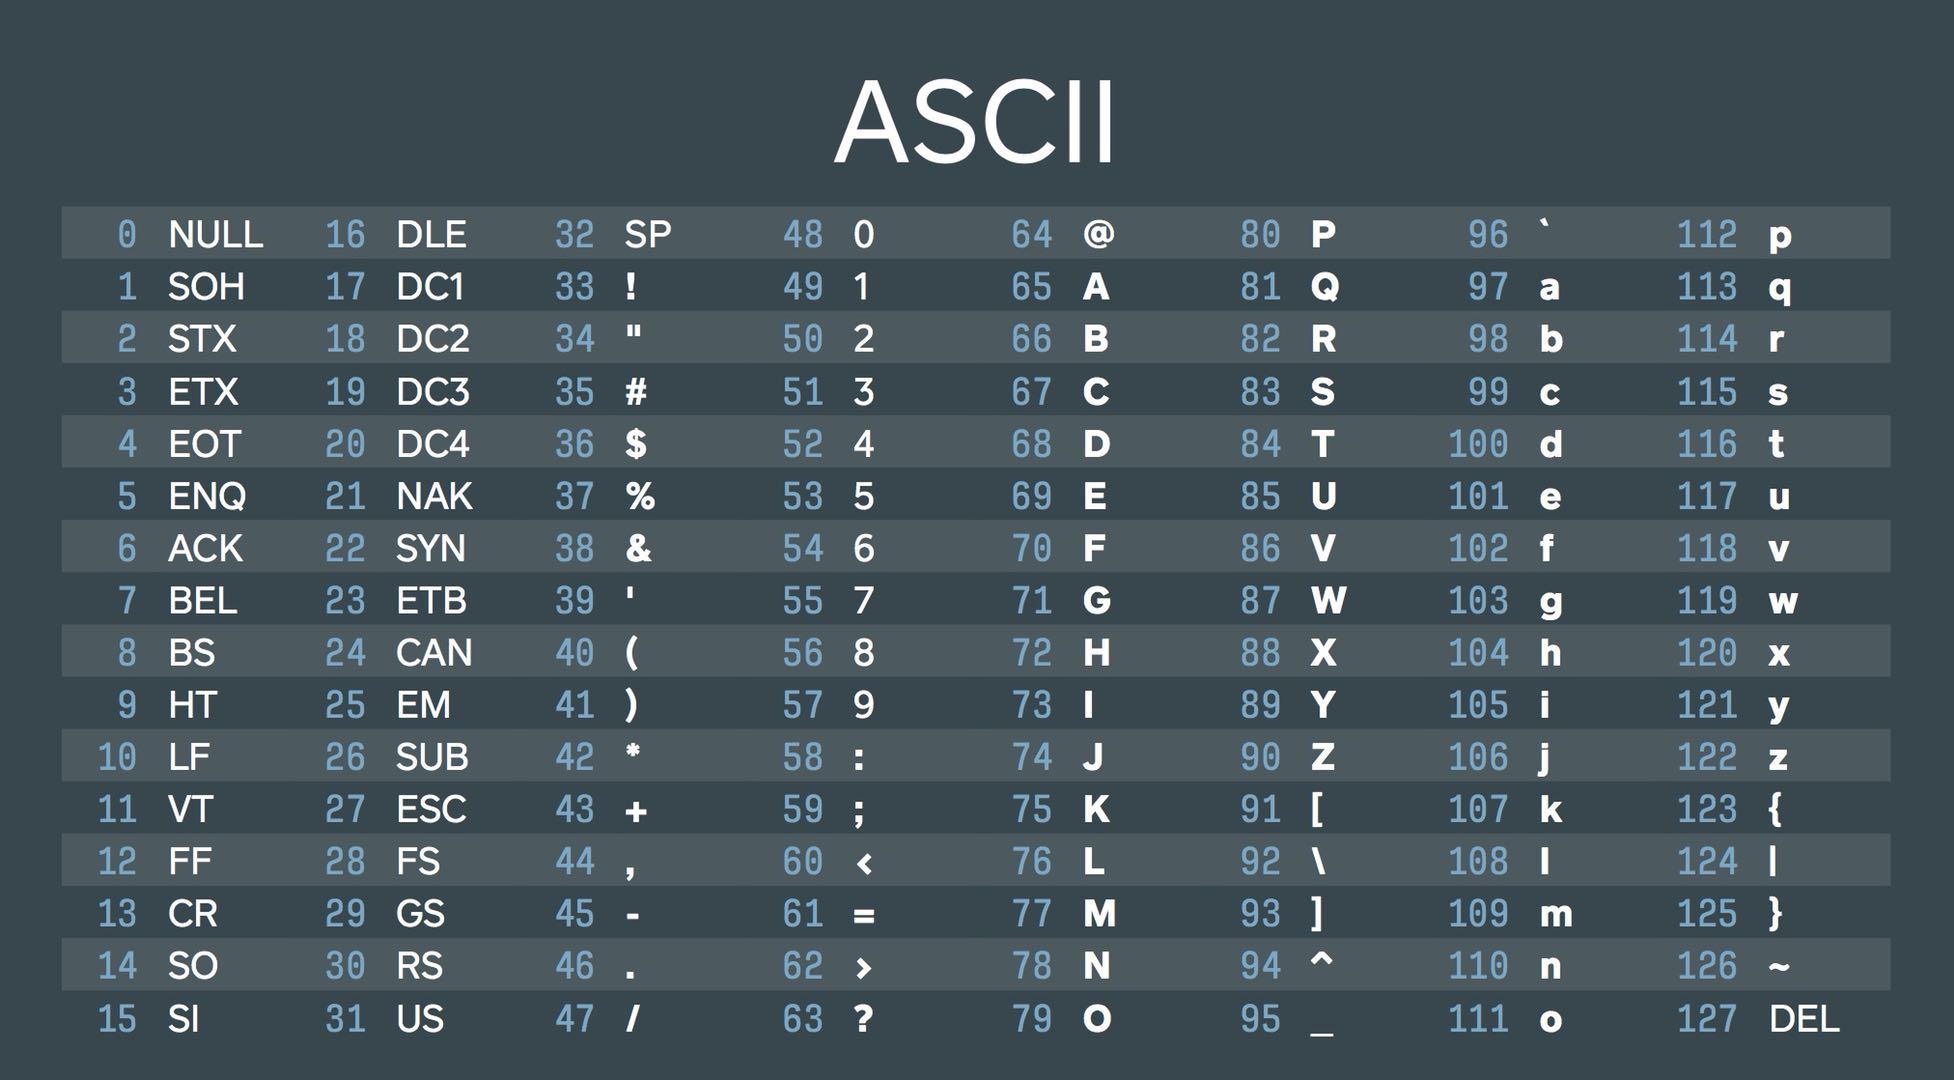 ASCII
0 NULL 16 DLE 32 SP 48 0 64 @ 80 P 96 ` 112 p
1 SOH 17 DC1 33 ! 49 1 65 A 81 Q 97 a 113 q
2 STX 18 DC2 34 " 50 2 66 B 82 R 98 b 114 r
3 ETX 19 DC3 35 # 51 3 67 C 83 S 99 c 115 s
4 EOT 20 DC4 36 $ 52 4 68 D 84 T 100 d 116 t
5 ENQ 21 NAK 37 % 53 5 69 E 85 U 101 e 117 u
6 ACK 22 SYN 38 & 54 6 70 F 86 V 102 f 118 v
7 BEL 23 ETB 39 ' 55 7 71 G 87 W 103 g 119 w
8 BS 24 CAN 40 ( 56 8 72 H 88 X 104 h 120 x
9 HT 25 EM 41 ) 57 9 73 I 89 Y 105 i 121 y
10 LF 26 SUB 42 * 58 : 74 J 90 Z 106 j 122 z
11 VT 27 ESC 43 + 59 ; 75 K 91 [ 107 k 123 {
12 FF 28 FS 44 , 60 < 76 L 92 \ 108 l 124 |
13 CR 29 GS 45 - 61 = 77 M 93 ] 109 m 125 }
14 SO 30 RS 46 . 62 > 78 N 94 ^ 110 n 126 ~
15 SI 31 US 47 / 63 ? 79 O 95 _ 111 o 127 DEL